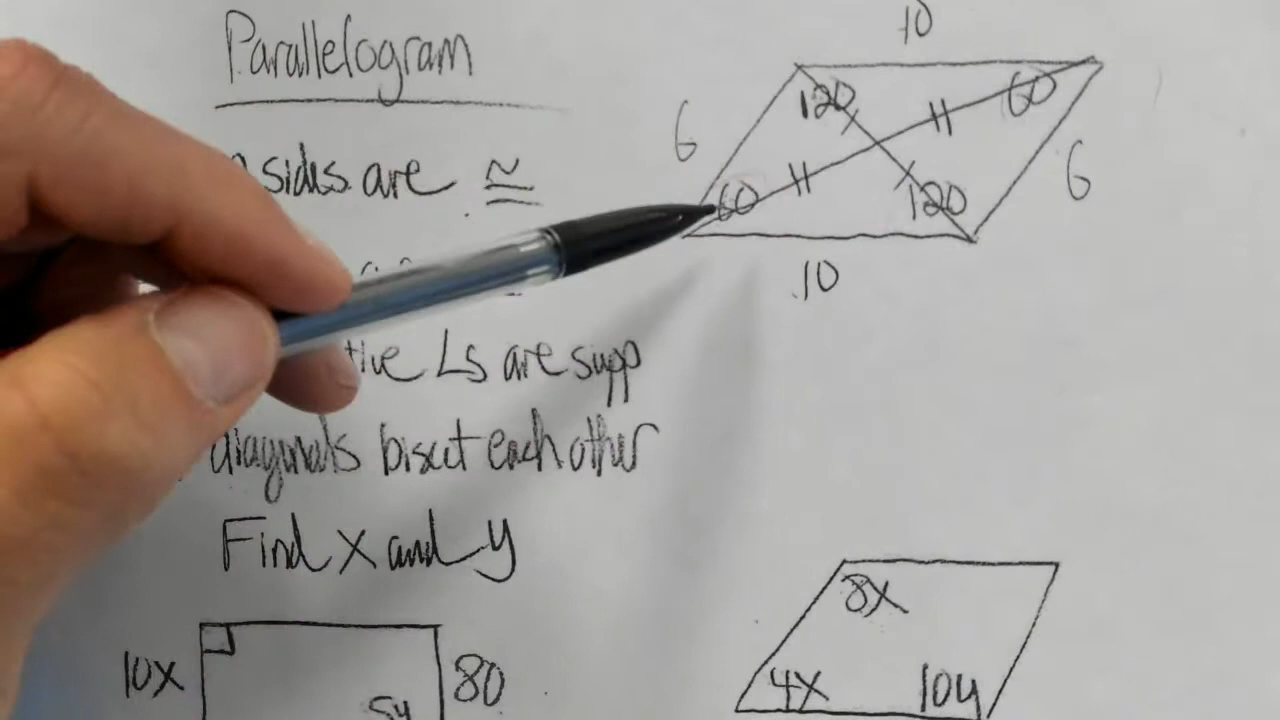 Parallelogram
sides are ≅
∠s are supp
diagonals bisect each other
Find x and y
10
6
120
60
60
120
6
10
10x
80
5y
8x
4x
10y